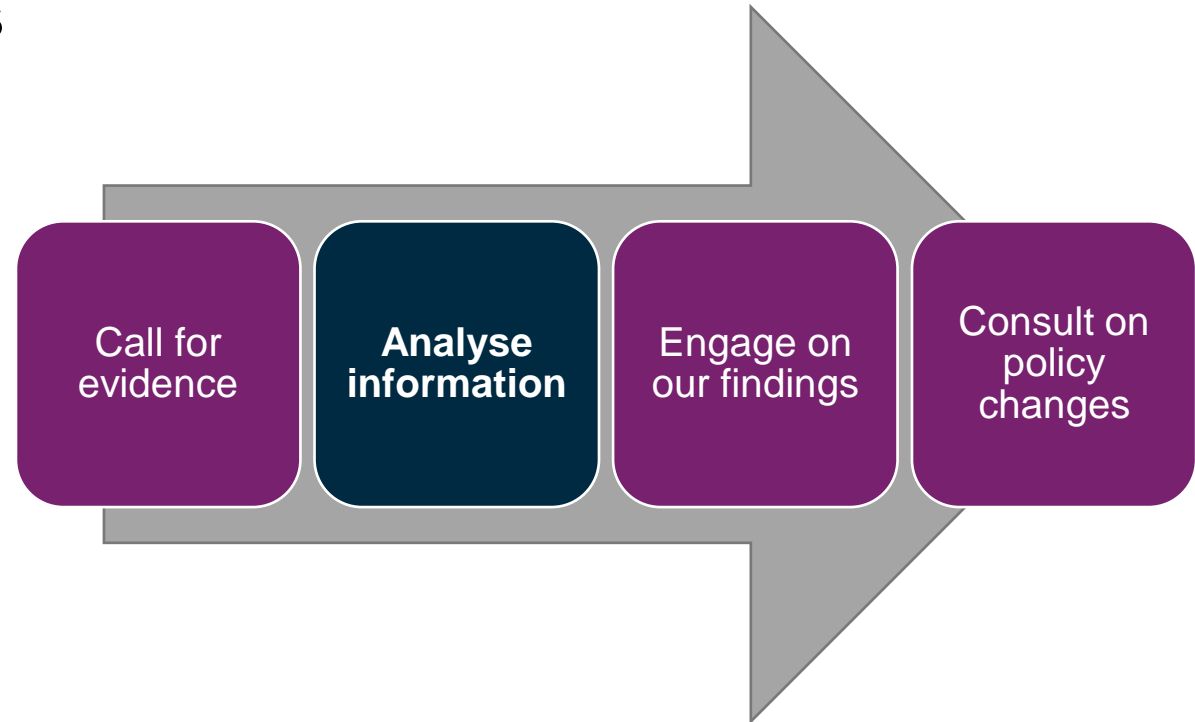 Call for
evidence
Analyse
information
Engage on
our findings
Consult on
policy
changes